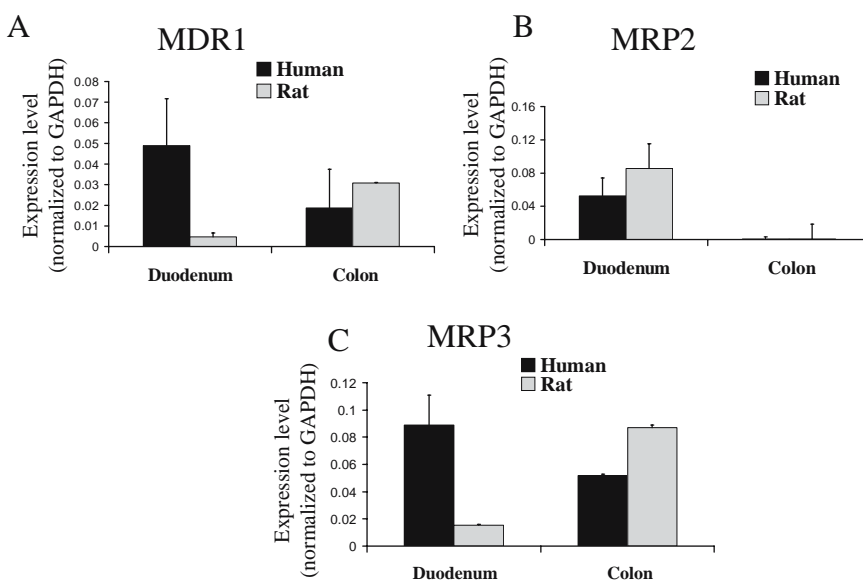 A
MDR1
Human
Rat
Expression level
(normalized to GAPDH)
0.08
0.07
0.06
0.05
0.04
0.03
0.02
0.01
0
Duodenum
Colon
B
MRP2
Human
Rat
Expression level
(normalized to GAPDH)
0.16
0.12
0.08
0.04
0
Duodenum
Colon
C
MRP3
Human
Rat
Expression level
(normalized to GAPDH)
0.12
0.1
0.08
0.06
0.04
0.02
0
Duodenum
Colon